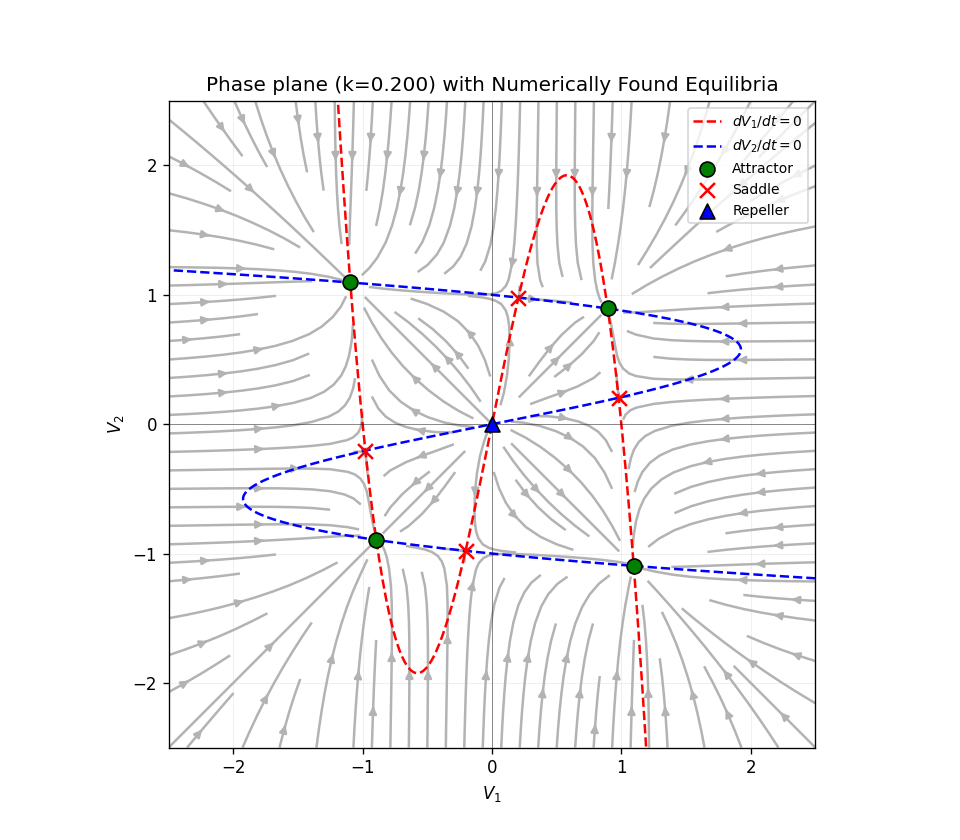 Phase plane (k=0.200) with Numerically Found Equilibria
dV₁/dt = 0
dV₂/dt = 0
Attractor
Saddle
Repeller
2
1
0
−1
−2
V₂
−2 −1 0 1 2
V₁